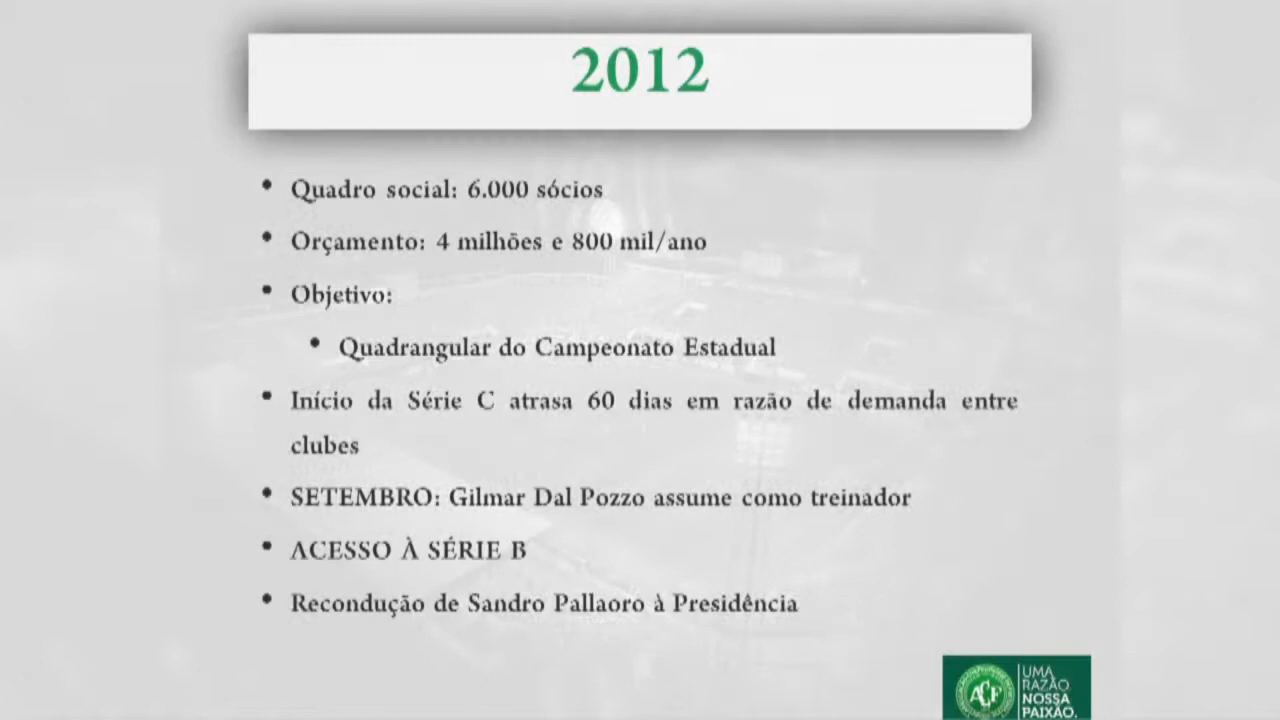 2012
• Quadro social: 6.000 sócios
• Orçamento: 4 milhões e 800 mil/ano
• Objetivo:
• Quadrangular do Campeonato Estadual
• Início da Série C atrasa 60 dias em razão de demanda entre
clubes
• SETEMBRO: Gilmar Dal Pozzo assume como treinador
• ACESSO À SÉRIE B
• Recondução de Sandro Pallaoro à Presidência
ACF
UMA
RAZÃO.
NOSSA
PAIXÃO.